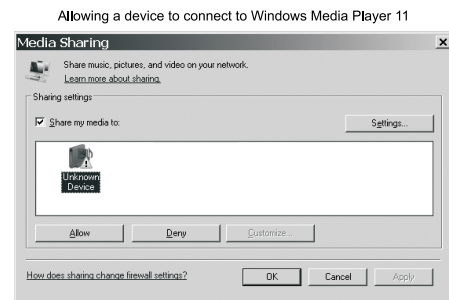 Allowing a device to connect to Windows Media Player 11
Media Sharing
Share music, pictures, and video on your network.
Learn more about sharing.
Sharing settings
Share my media to:
Settings...
Unknown
Device
Allow
Deny
Customize...
How does sharing change firewall settings?
OK
Cancel
Apply